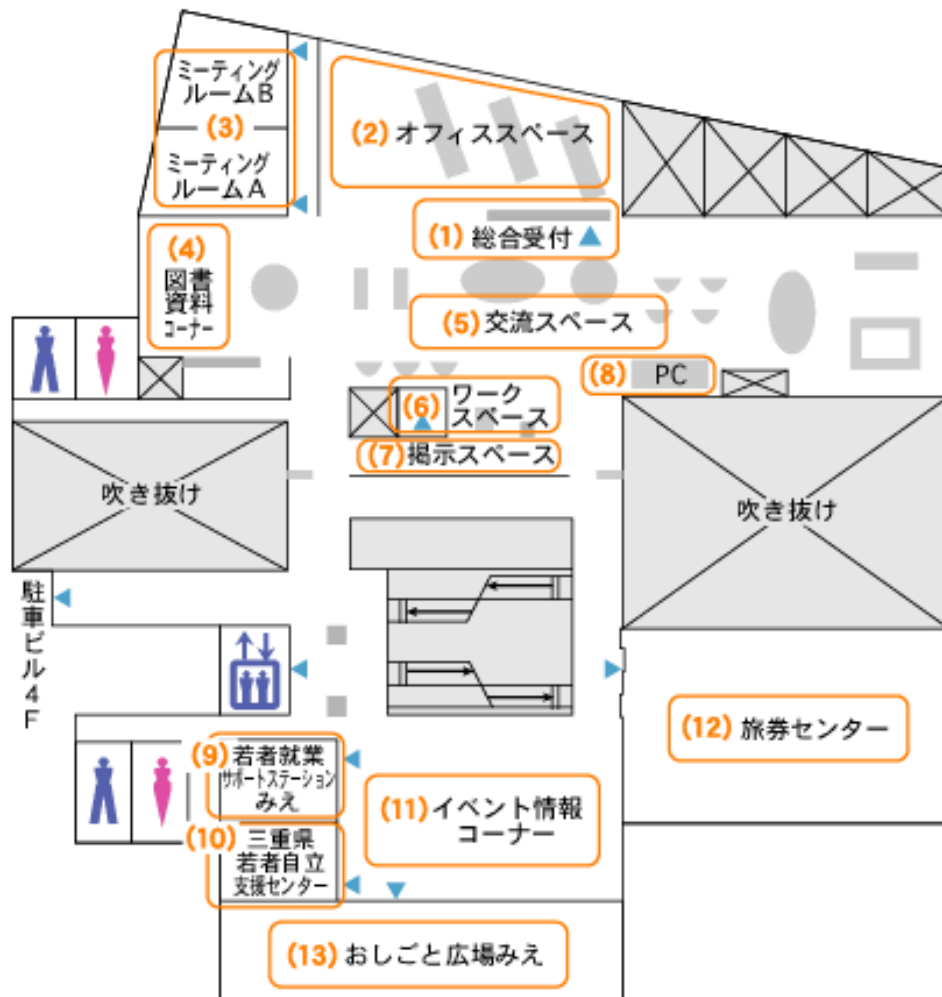 ミーティング
ルームB
(3)
ミーティング
ルームA
(2) オフィススペース
(1) 総合受付
(4)
図書
資料
コーナー
(5) 交流スペース
(8) PC
(6) ワーク
スペース
(7) 掲示スペース
吹き抜け
吹き抜け
駐車ビル4F
(9) 若者就業
サポートステーション
みえ
(10) 三重県
若者自立
支援センター
(11) イベント情報
コーナー
(12) 旅券センター
(13) おしごと広場みえ